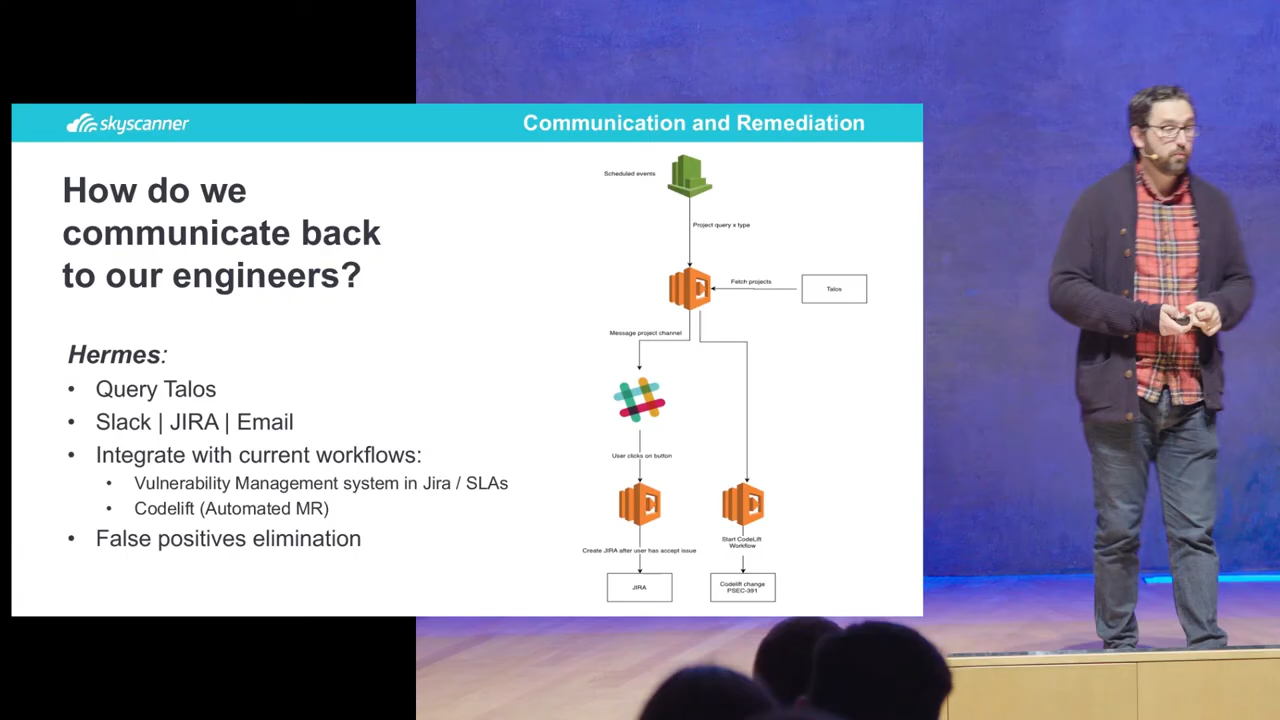 skyscanner
Communication and Remediation
How do we
communicate back
to our engineers?
Hermes:
• Query Talos
• Slack | JIRA | Email
• Integrate with current workflows:
• Vulnerability Management system in Jira / SLAs
• Codelift (Automated MR)
• False positives elimination
Scheduled events
Project query x type
Fetch projects
Talos
Message project channel
User clicks on button
Start CodeLift
Workflow
Create JIRA after user has accept issue
JIRA
Codelift change
PSEC-391